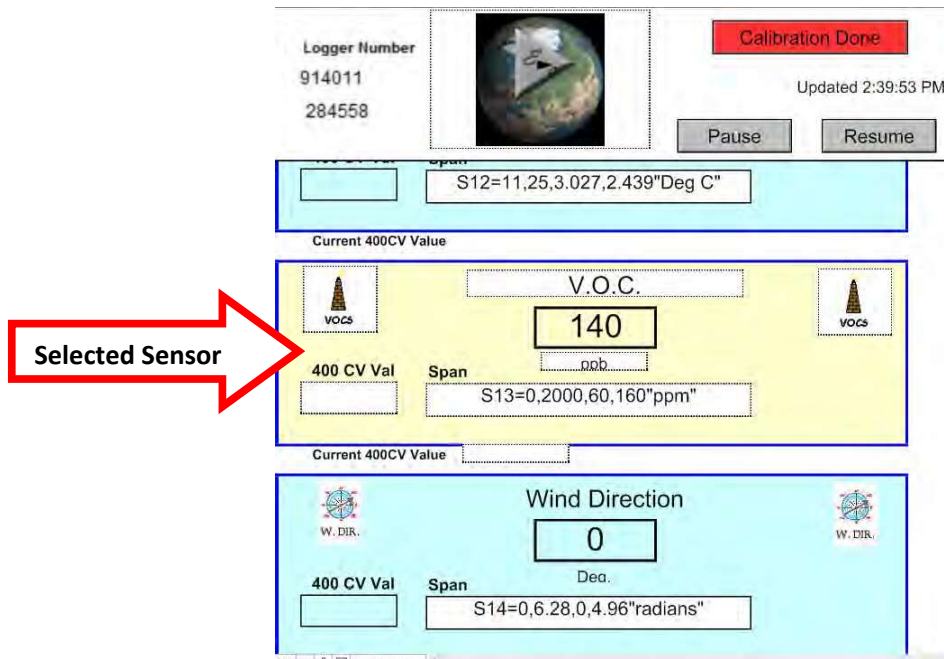 Logger Number
914011
284558
Calibration Done
Updated 2:39:53 PM
Pause
Resume
400 CV Val
Span
S12=11,25,3.027,2.439"Deg C"
Current 400CV Value
V.O.C.
VOCS
140
VOCS
ppb
Selected Sensor
400 CV Val
Span
S13=0,2000,60,160"ppm"
Current 400CV Value
Wind Direction
W. DIR.
0
W. DIR.
Deg.
400 CV Val
Span
S14=0,6.28,0,4.96"radians"